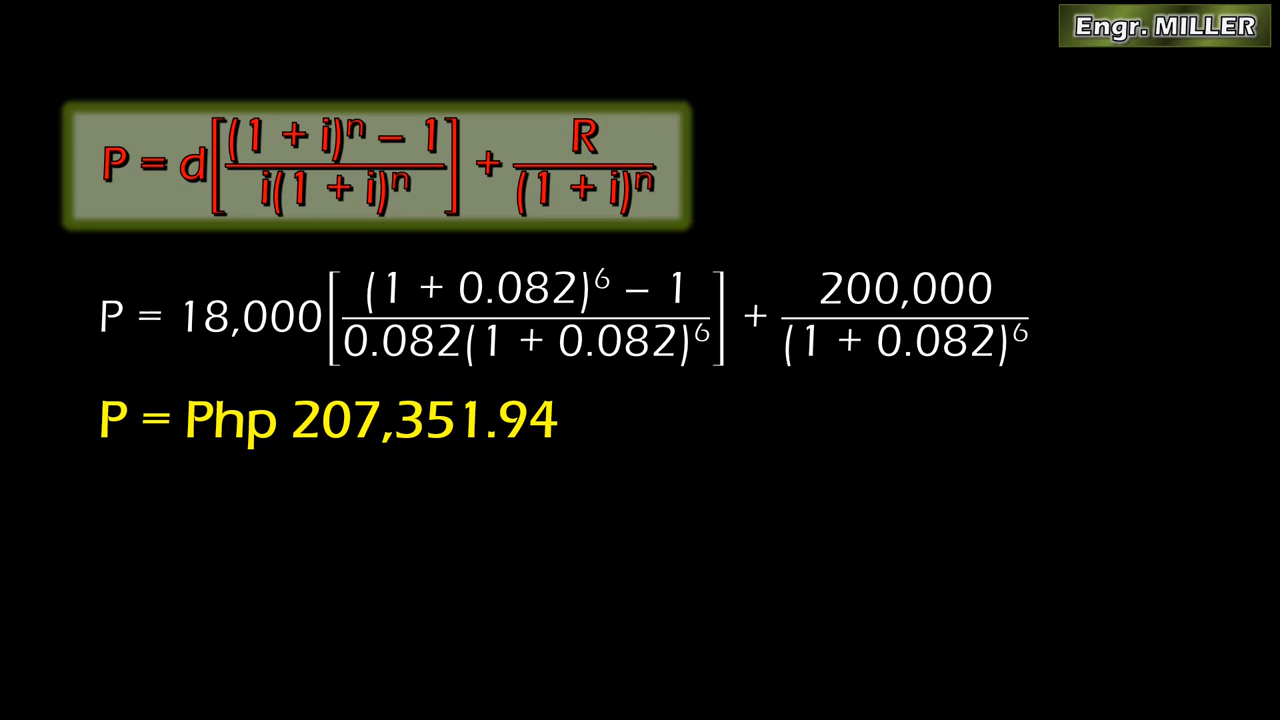 Engr. MILLER
P = d[((1 + i)ⁿ – 1)/(i(1 + i)ⁿ)] + R/(1 + i)ⁿ
P = 18,000[((1 + 0.082)⁶ – 1)/(0.082(1 + 0.082)⁶)] + 200,000/(1 + 0.082)⁶
P = Php 207,351.94